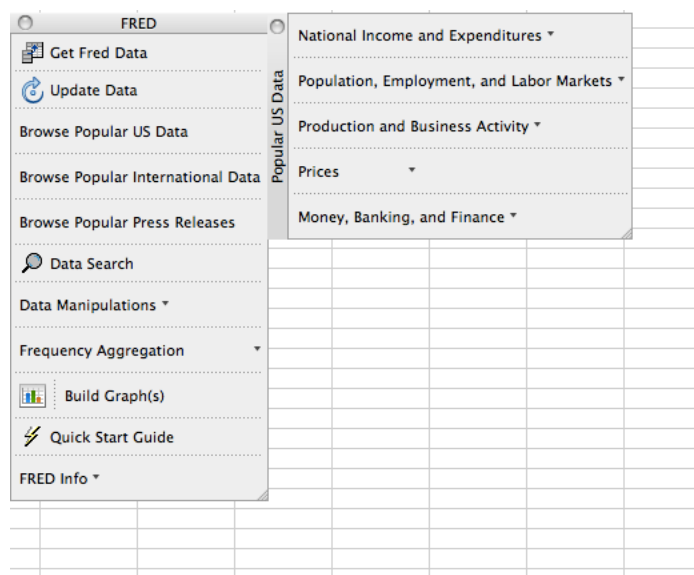 FRED
Get Fred Data
Update Data
Browse Popular US Data
Browse Popular International Data
Browse Popular Press Releases
Data Search
Data Manipulations
Frequency Aggregation
Build Graph(s)
Quick Start Guide
FRED Info
Popular US Data
National Income and Expenditures
Population, Employment, and Labor Markets
Production and Business Activity
Prices
Money, Banking, and Finance